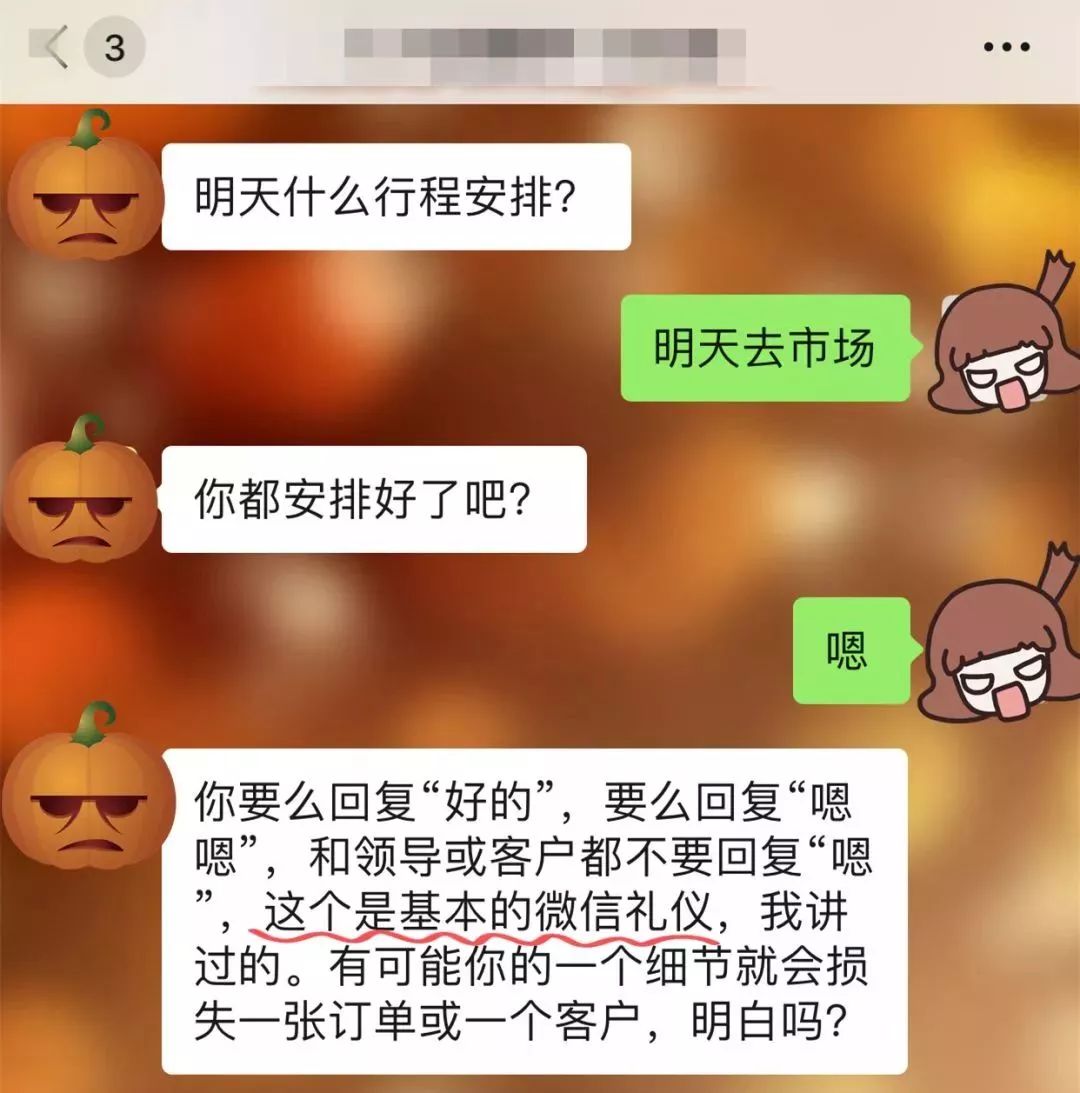 3
明天什么行程安排？
明天去市场
你都安排好了吧？
嗯
你要么回复“好的”，要么回复“嗯
嗯”，和领导或客户都不要回复“嗯
”，这个是基本的微信礼仪，我讲
过的。有可能你的一个细节就会损
失一张订单或一个客户，明白吗？